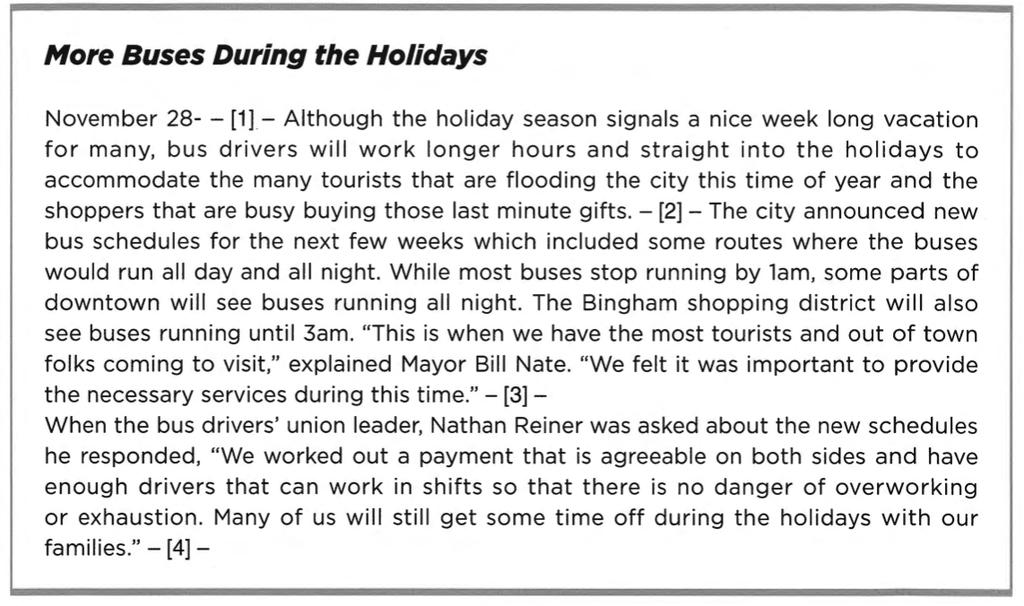 More Buses During the Holidays
November 28- – [1] – Although the holiday season signals a nice week long vacation
for many, bus drivers will work longer hours and straight into the holidays to
accommodate the many tourists that are flooding the city this time of year and the
shoppers that are busy buying those last minute gifts. – [2] – The city announced new
bus schedules for the next few weeks which included some routes where the buses
would run all day and all night. While most buses stop running by 1am, some parts of
downtown will see buses running all night. The Bingham shopping district will also
see buses running until 3am. “This is when we have the most tourists and out of town
folks coming to visit,” explained Mayor Bill Nate. “We felt it was important to provide
the necessary services during this time.” – [3] –
When the bus drivers’ union leader, Nathan Reiner was asked about the new schedules
he responded, “We worked out a payment that is agreeable on both sides and have
enough drivers that can work in shifts so that there is no danger of overworking
or exhaustion. Many of us will still get some time off during the holidays with our
families.” – [4] –